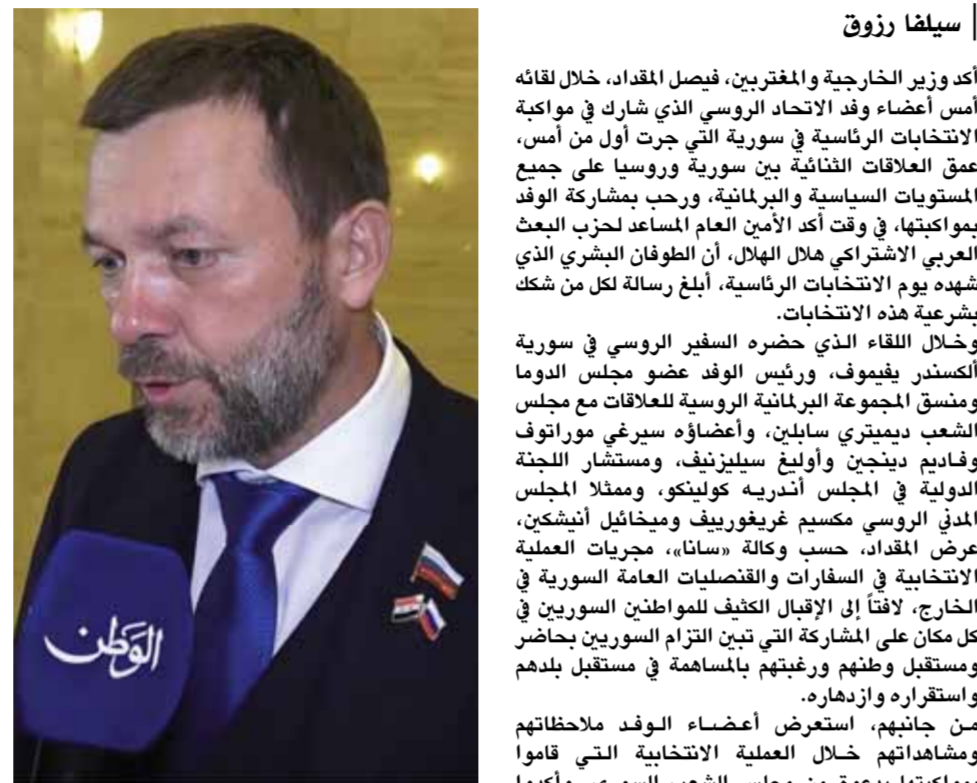 سيلفا رزوق
أكد وزير الخارجية والمغتربين، فيصل المقداد، خلال لقائه
أمس أعضاء وفد الاتحاد الروسي الذي شارك في مواكبة
الانتخابات الرئاسية في سورية التي جرت أول من أمس،
عمق العلاقات الثنائية بين سورية وروسيا على جميع
المستويات السياسية والبرلمانية، ورحب بمشاركة الوفد
بمواكبتها، في وقت أكد الأمين العام المساعد لحزب البعث
العربي الاشتراكي هلال الهلال، أن الطوفان البشري الذي
شهده يوم الانتخابات الرئاسية، أبلغ رسالة لكل من شكك
بشرعية هذه الانتخابات.
وخلال اللقاء الذي حضره السفير الروسي في سورية
ألكسندر يفيموف، ورئيس الوفد عضو مجلس الدوما
ومنسق المجموعة البرلمانية الروسية للعلاقات مع مجلس
الشعب ديميتري سابلين، وأعضاؤه سيرغي موراتوف
وفاديم دينجين وأوليغ سيليزنيف، ومستشار اللجنة
الدولية في المجلس أندريه كولينكو، وممثلا المجلس
المدني الروسي مكسيم غريغورييف وميخائيل أنيشكين،
عرض المقداد، حسب وكالة «سانا»، مجريات العملية
الانتخابية في السفارات والقنصليات العامة السورية في
الخارج، لافتاً إلى الإقبال الكثيف للمواطنين السوريين في
كل مكان على المشاركة التي تبين التزام السوريين بحاضر
ومستقبل وطنهم ورغبتهم بالمساهمة في مستقبل بلدهم
واستقراره وازدهاره.
من جانبهم، استعرض أعضاء الوفد ملاحظاتهم
ومشاهداتهم خلال العملية الانتخابية التي قاموا
الوطن